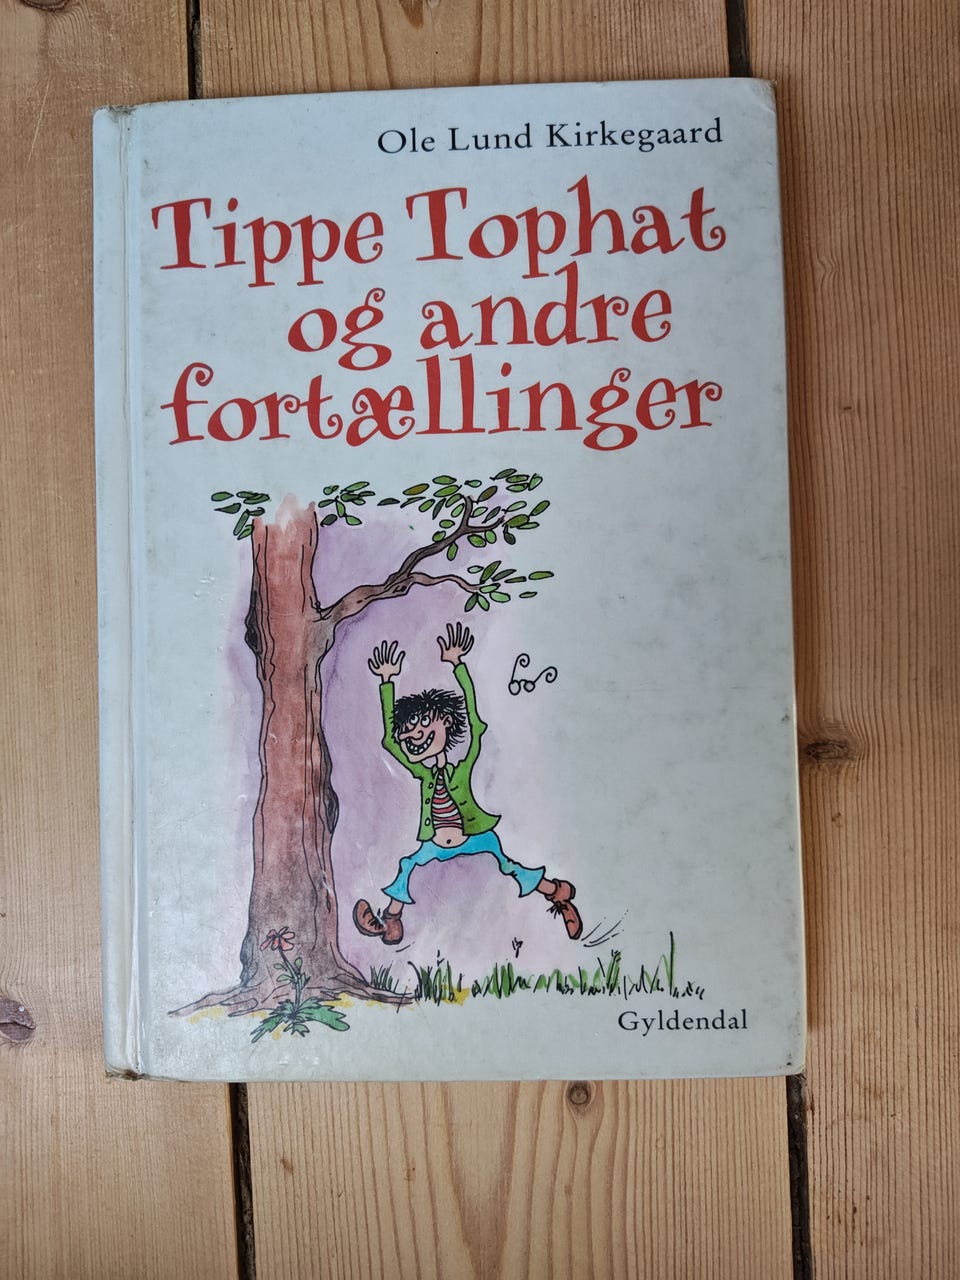 Ole Lund Kirkegaard
Tippe Tophat
og andre
fortællinger
Gyldendal